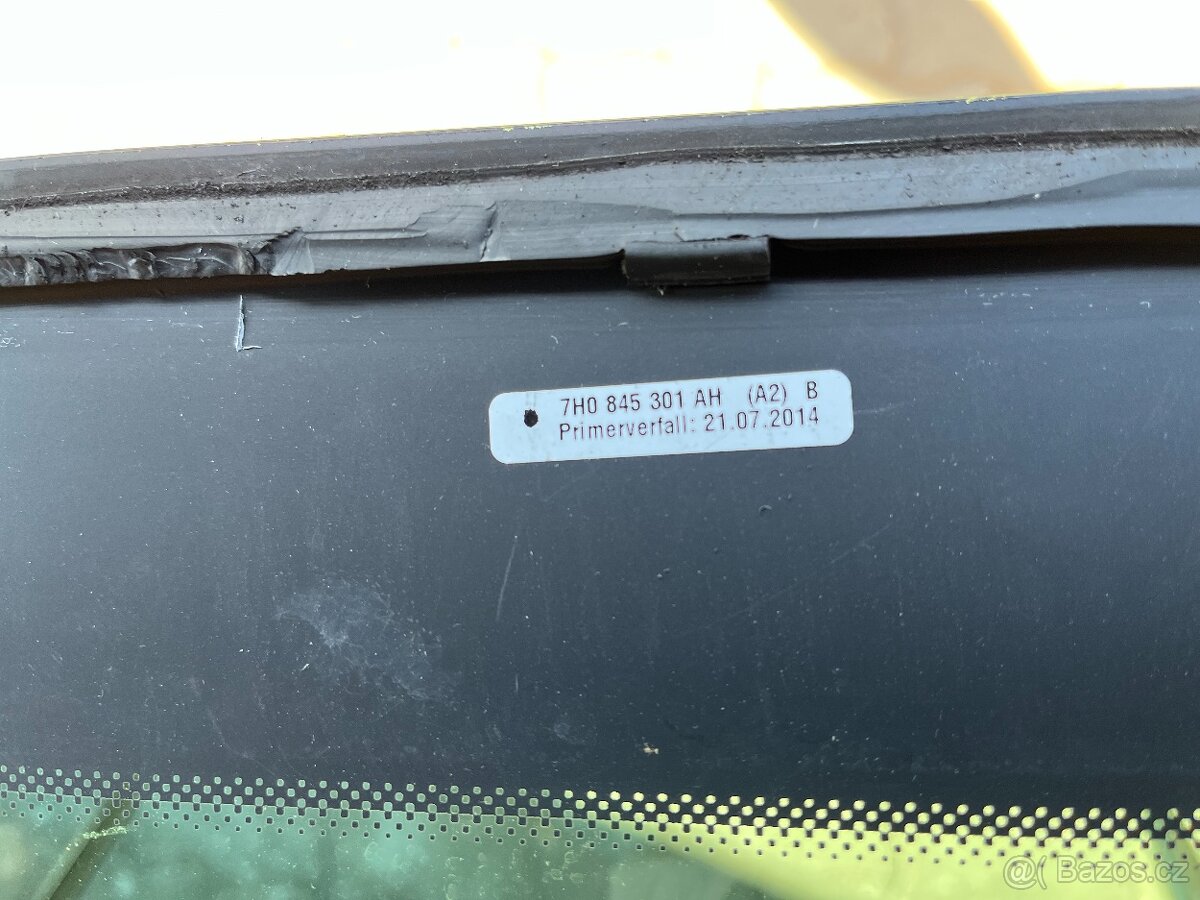 7H0 845 301 AH (A2) B
Primerverfall: 21.07.2014
@( Bazos.cz